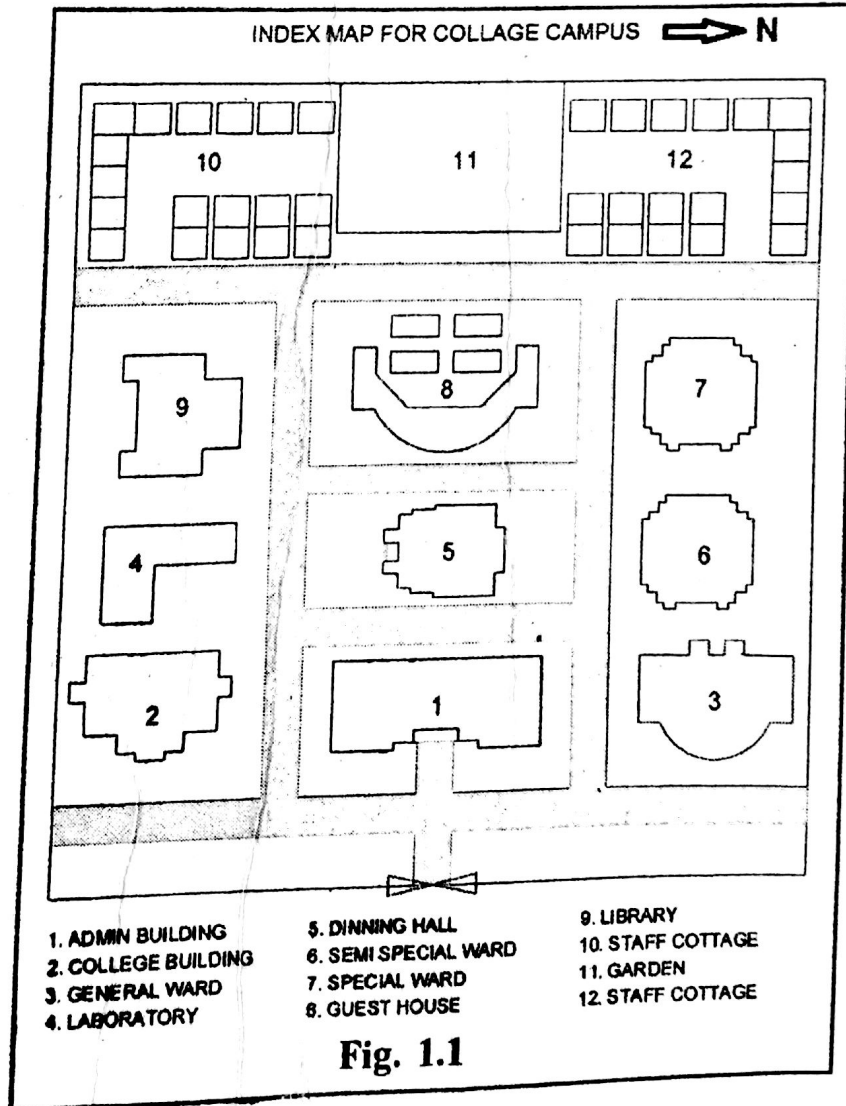 INDEX MAP FOR COLLAGE CAMPUS N
10 11 12
9 8 7
4 5 6
2 1 3
1. ADMIN BUILDING
2. COLLEGE BUILDING
3. GENERAL WARD
4. LABORATORY
5. DINNING HALL
6. SEMI SPECIAL WARD
7. SPECIAL WARD
8. GUEST HOUSE
9. LIBRARY
10. STAFF COTTAGE
11. GARDEN
12. STAFF COTTAGE
Fig. 1.1